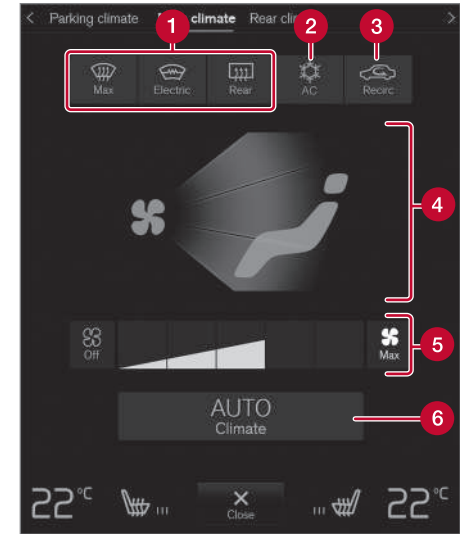 Parking climate climate Rear
1 2 3
Max Electric Rear AC Recirc
4
Off Max 5
AUTO 6
Climate
22°C 22°C
Close